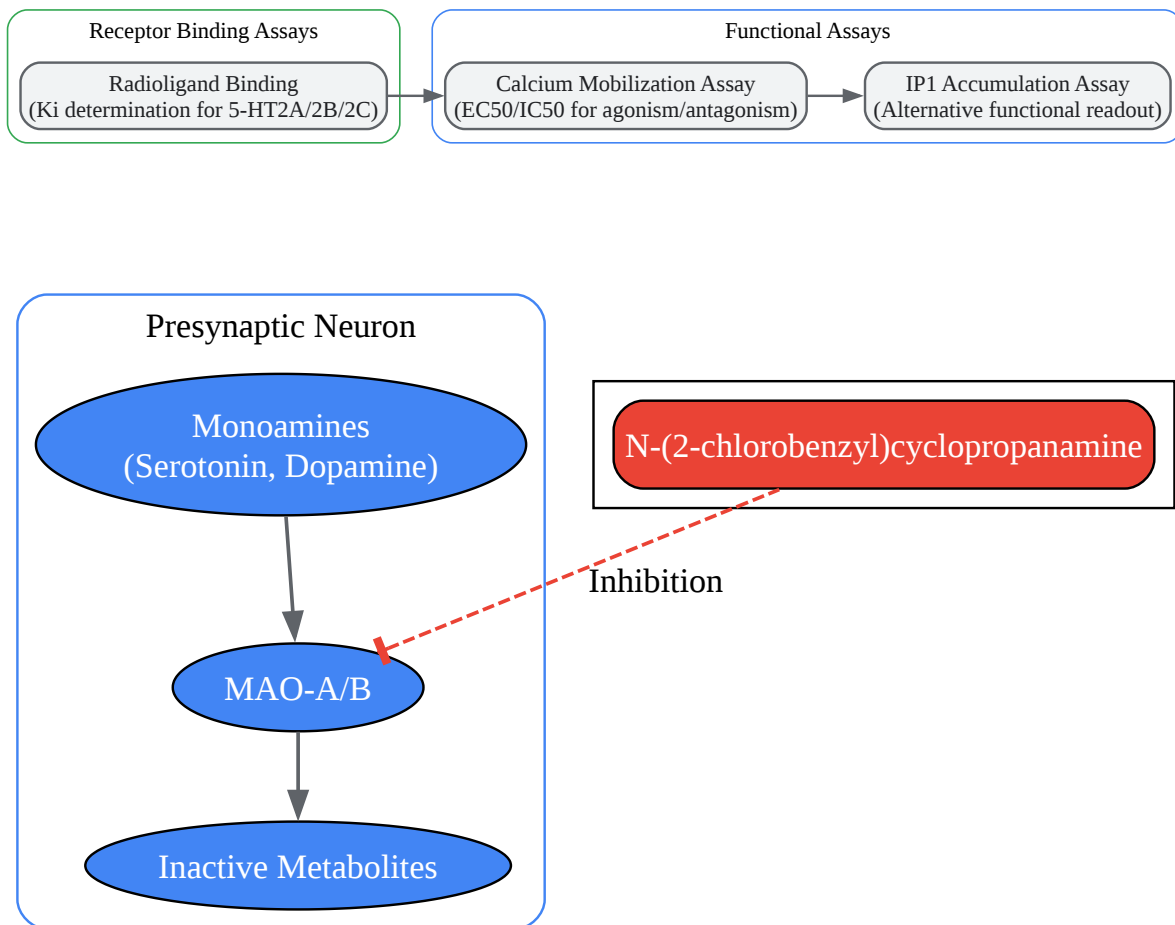 Receptor Binding Assays
Radioligand Binding
(Ki determination for 5-HT2A/2B/2C)
Functional Assays
Calcium Mobilization Assay
(EC50/IC50 for agonism/antagonism)
IP1 Accumulation Assay
(Alternative functional readout)
Presynaptic Neuron
Monoamines
(Serotonin, Dopamine)
N-(2-chlorobenzyl)cyclopropanamine
Inhibition
MAO-A/B
Inactive Metabolites